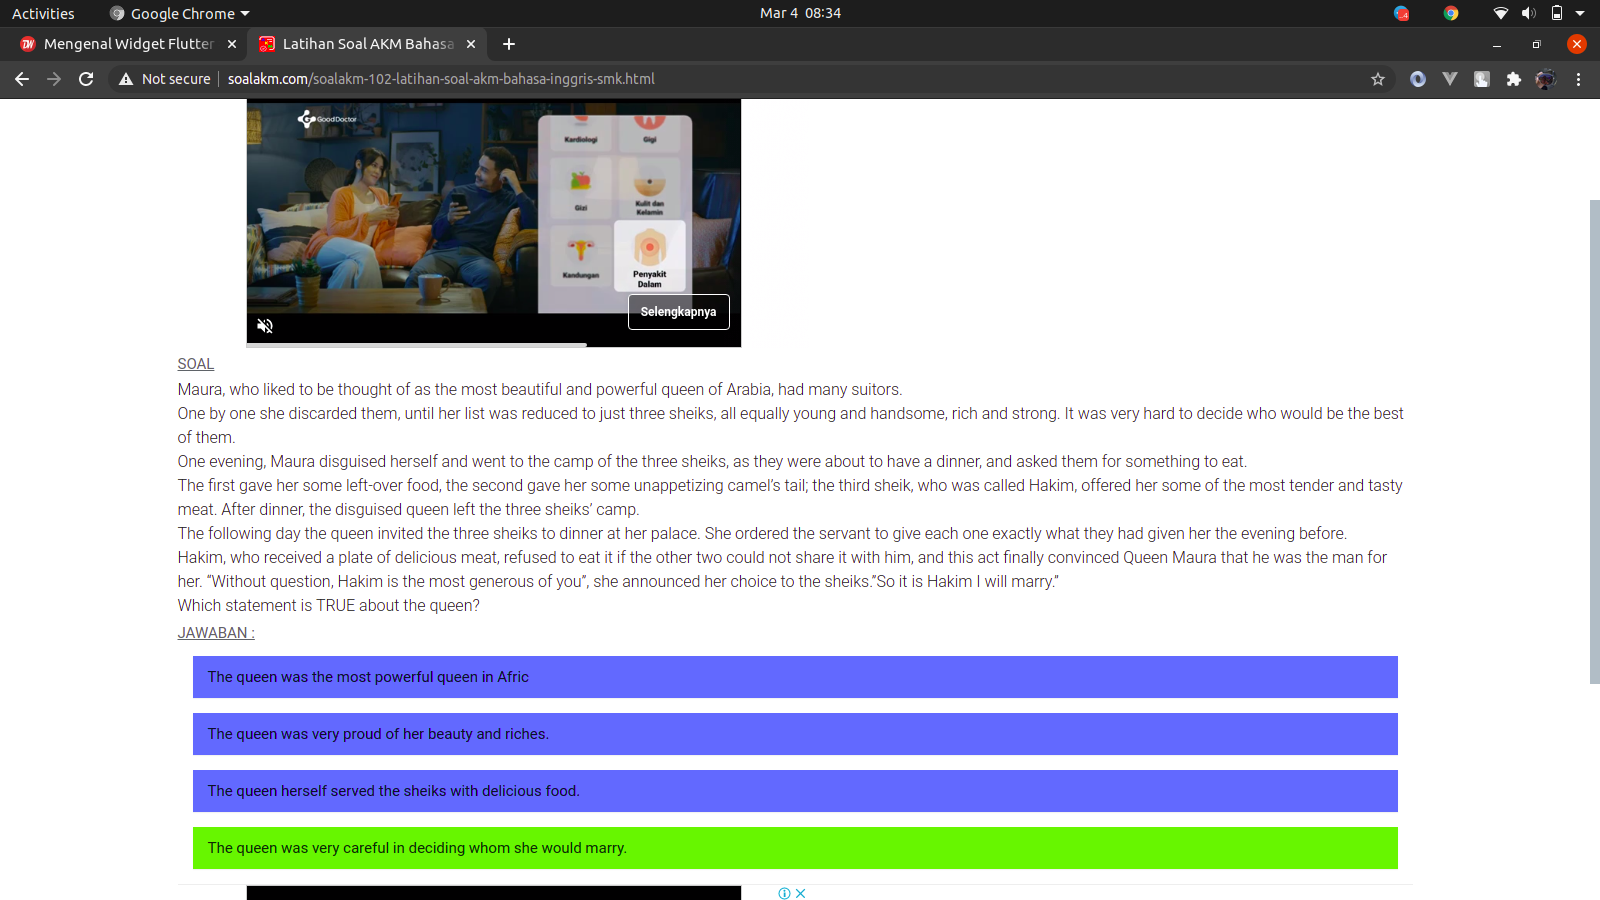 Activities
Google Chrome
Mar 4 08:34
Mengenal Widget Flutter
Latihan Soal AKM Bahasa
Not secure
soalakm.com/soalakm-102-latihan-soal-akm-bahasa-inggris-smk.html
GoodDoctor
Kardiologi
Gigi
Gizi
Kulit dan
Kelamin
Kandungan
Penyakit
Dalam
Selengkapnya
SOAL
Maura, who liked to be thought of as the most beautiful and powerful queen of Arabia, had many suitors.
One by one she discarded them, until her list was reduced to just three sheiks, all equally young and handsome, rich and strong. It was very hard to decide who would be the best
of them.
One evening, Maura disguised herself and went to the camp of the three sheiks, as they were about to have a dinner, and asked them for something to eat.
The first gave her some left-over food, the second gave her some unappetizing camel’s tail; the third sheik, who was called Hakim, offered her some of the most tender and tasty
meat. After dinner, the disguised queen left the three sheiks’ camp.
The following day the queen invited the three sheiks to dinner at her palace. She ordered the servant to give each one exactly what they had given her the evening before.
Hakim, who received a plate of delicious meat, refused to eat it if the other two could not share it with him, and this act finally convinced Queen Maura that he was the man for
her. “Without question, Hakim is the most generous of you”, she announced her choice to the sheiks.”So it is Hakim I will marry.”
Which statement is TRUE about the queen?
JAWABAN :
The queen was the most powerful queen in Afric
The queen was very proud of her beauty and riches.
The queen herself served the sheiks with delicious food.
The queen was very careful in deciding whom she would marry.